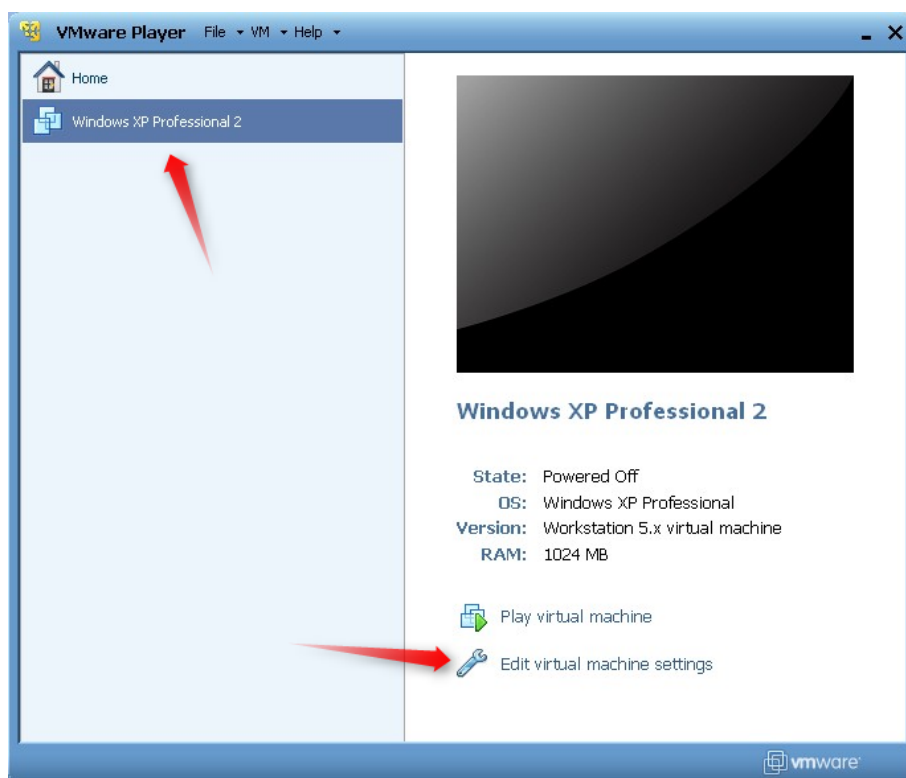 VMware Player File VM Help
Home
Windows XP Professional 2
Windows XP Professional 2
State: Powered Off
OS: Windows XP Professional
Version: Workstation 5.x virtual machine
RAM: 1024 MB
Play virtual machine
Edit virtual machine settings
vmware